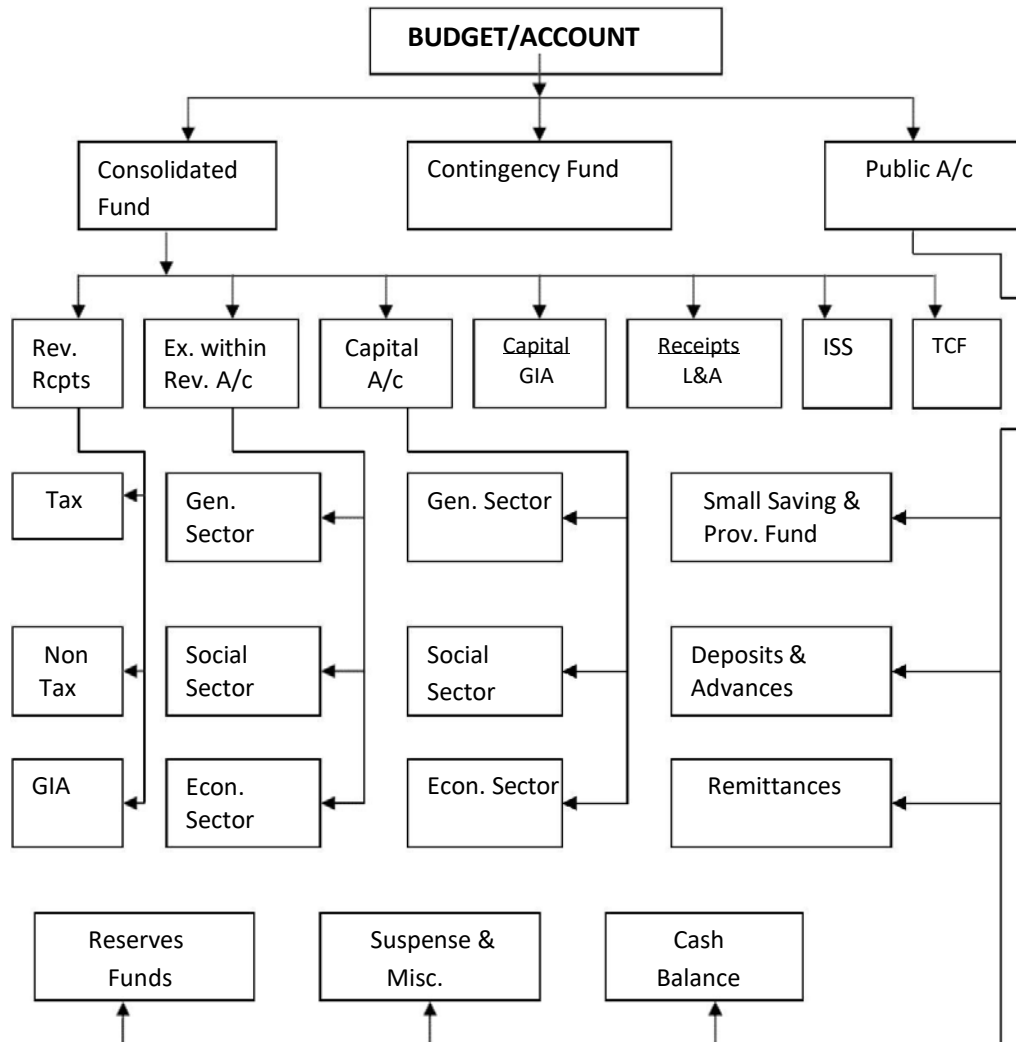 BUDGET/ACCOUNT
Consolidated
Fund
Contingency Fund
Public A/c
Rev.
Rcpts
Ex. within
Rev. A/c
Capital
A/c
Capital
GIA
Receipts
L&A
ISS
TCF
Tax
Gen.
Sector
Gen. Sector
Small Saving &
Prov. Fund
Non
Tax
Social
Sector
Social
Sector
Deposits &
Advances
GIA
Econ.
Sector
Econ. Sector
Remittances
Reserves
Funds
Suspense &
Misc.
Cash
Balance